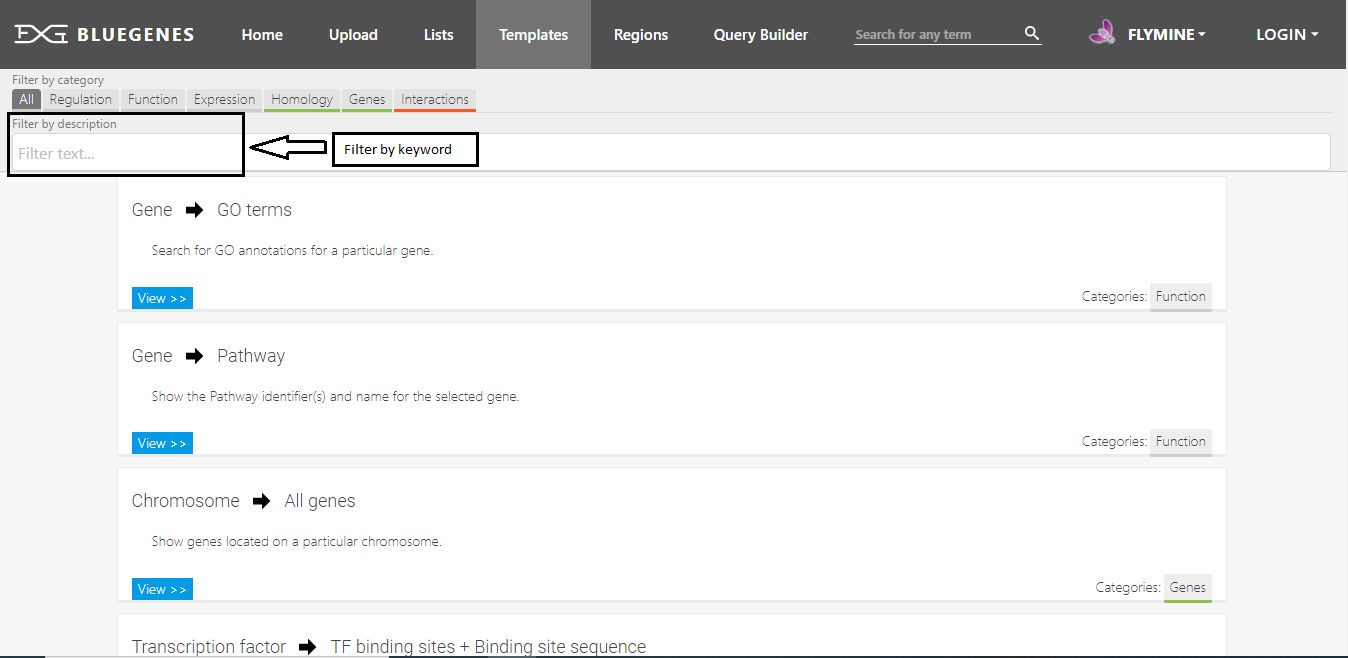 BLUEGENES Home Upload Lists Templates Regions Query Builder Search for any term FLYMINE LOGIN
Filter by category
All Regulation Function Expression Homology Genes Interactions
Filter by description
Filter text...
Filter by keyword
Gene GO terms
Search for GO annotations for a particular gene.
View >>
Categories: Function
Gene Pathway
Show the Pathway identifier(s) and name for the selected gene.
View >>
Categories: Function
Chromosome All genes
Show genes located on a particular chromosome.
View >>
Categories: Genes
Transcription factor TF binding sites + Binding site sequence